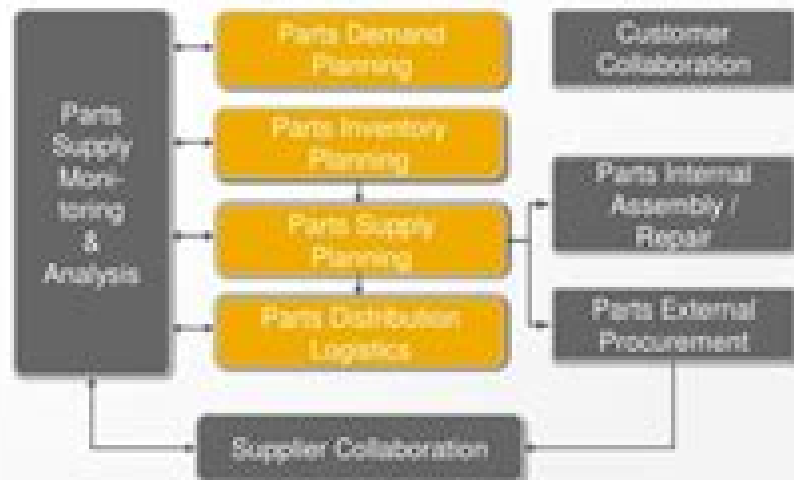 Parts
Supply
Moni-
toring
&
Analysis
Parts Demand
Planning
Parts Inventory
Planning
Parts Supply
Planning
Parts Distribution
Logistics
Customer
Collaboration
Parts Internal
Assembly /
Repair
Parts External
Procurement
Supplier Collaboration